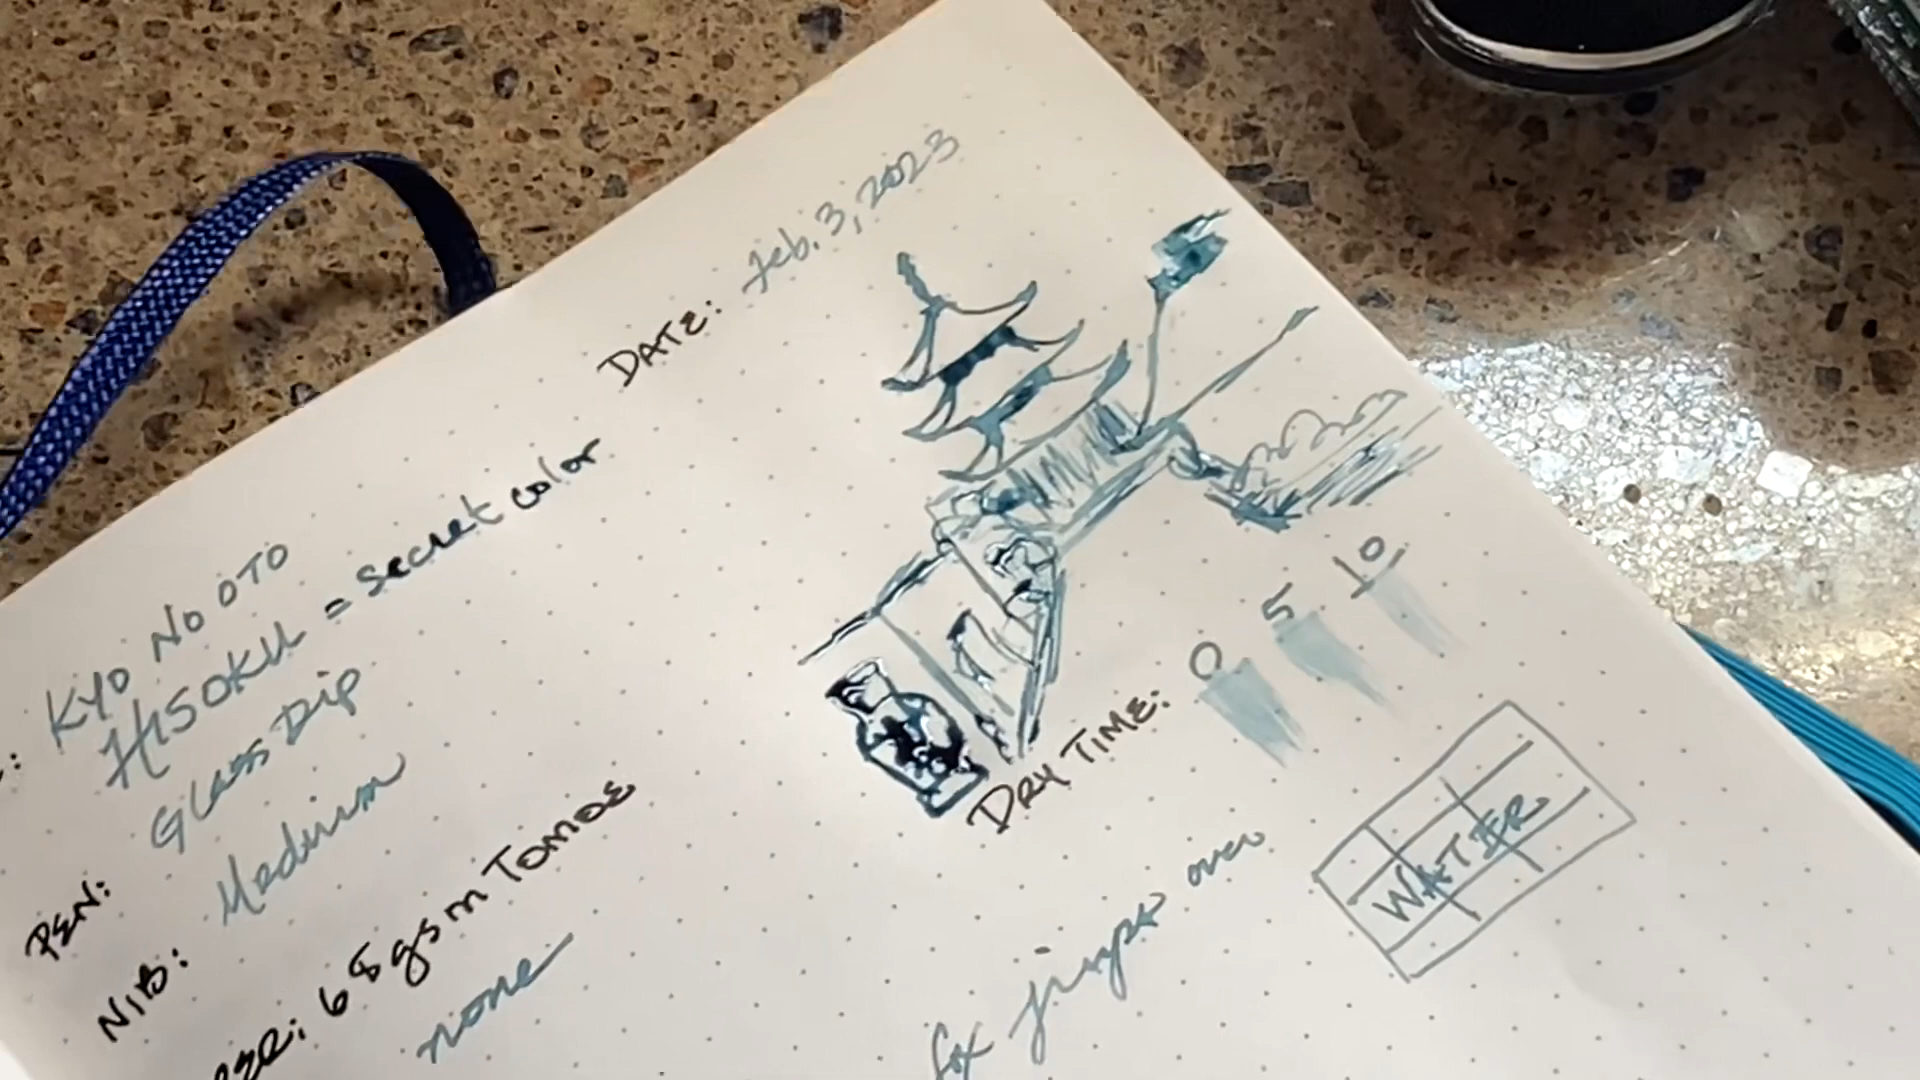 DATE: Feb. 3, 2023
KYO NO OTO
HISOKU = secret color
PEN: Glass Dip
NIB: Medium
: 68 gsm TOMOE
none
DRY TIME: 0 5 10
WATER
fox jumps over